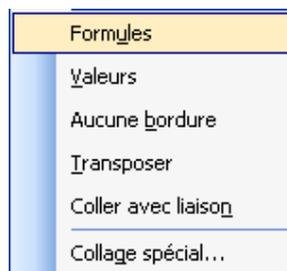 Formules
Valeurs
Aucune bordure
Transposer
Coller avec liaison
Collage spécial...